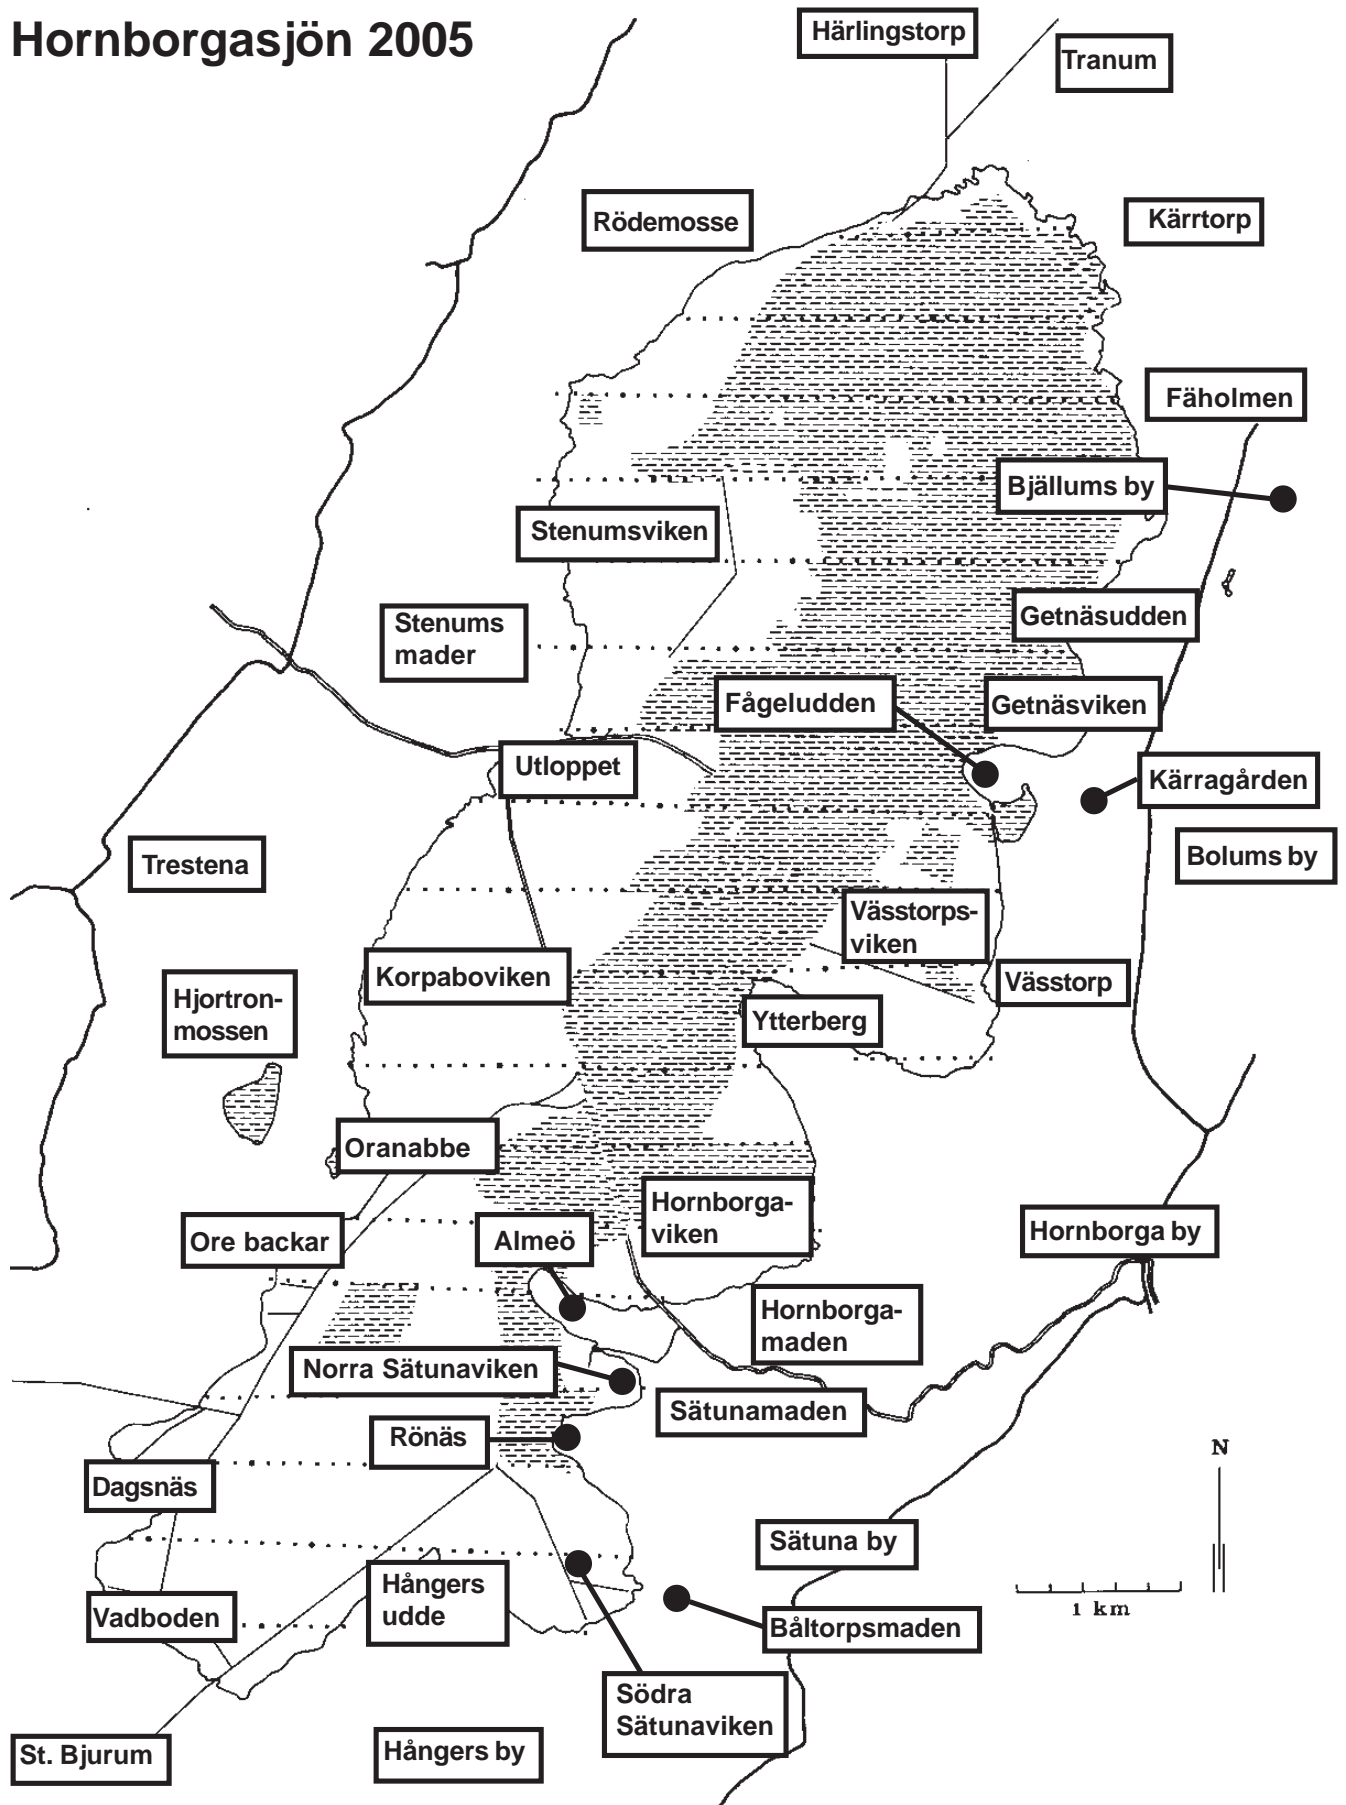 Hornborgasjön 2005
Härlingstorp
Tranum
Rödemosse
Kärrtorp
Fäholmen
Bjällums by
Stenumsviken
Stenums
mader
Getnäsudden
Fågeludden
Getnäsviken
Utloppet
Kärragården
Trestena
Bolums by
Vässtorps-
viken
Korpaboviken
Vässtorp
Hjortron-
mossen
Ytterberg
Oranabbe
Hornborga-
viken
Ore backar
Almeö
Hornborga by
Hornborga-
maden
Norra Sätunaviken
Sätunamaden
Rönäs
N
Dagsnäs
Sätuna by
Hångers
udde
1 km
Vadboden
Båltorpsmaden
Södra
Sätunaviken
St. Bjurum
Hångers by